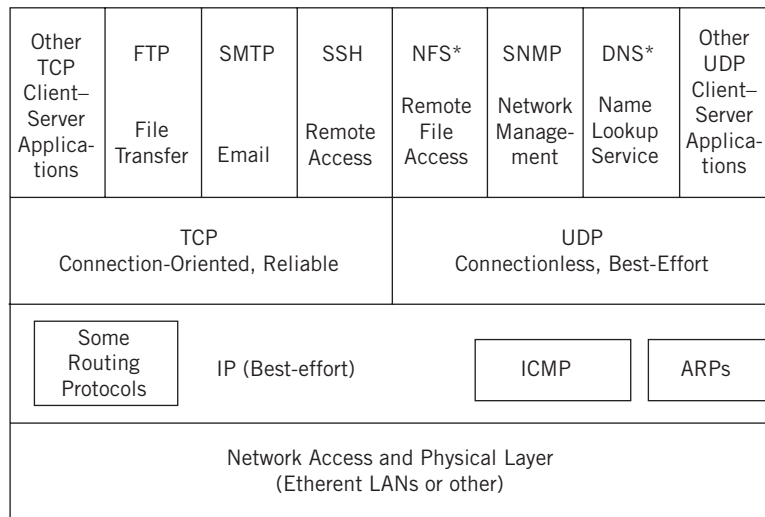 Other
TCP
Client–
Server
Applica-
tions
FTP
File
Transfer
SMTP
Email
SSH
Remote
Access
NFS*
Remote
File
Access
SNMP
Network
Manage-
ment
DNS*
Name
Lookup
Service
Other
UDP
Client–
Server
Applica-
tions
TCP
Connection-Oriented, Reliable
UDP
Connectionless, Best-Effort
Some
Routing
Protocols
IP (Best-effort)
ICMP
ARPs
Network Access and Physical Layer
(Etherent LANs or other)